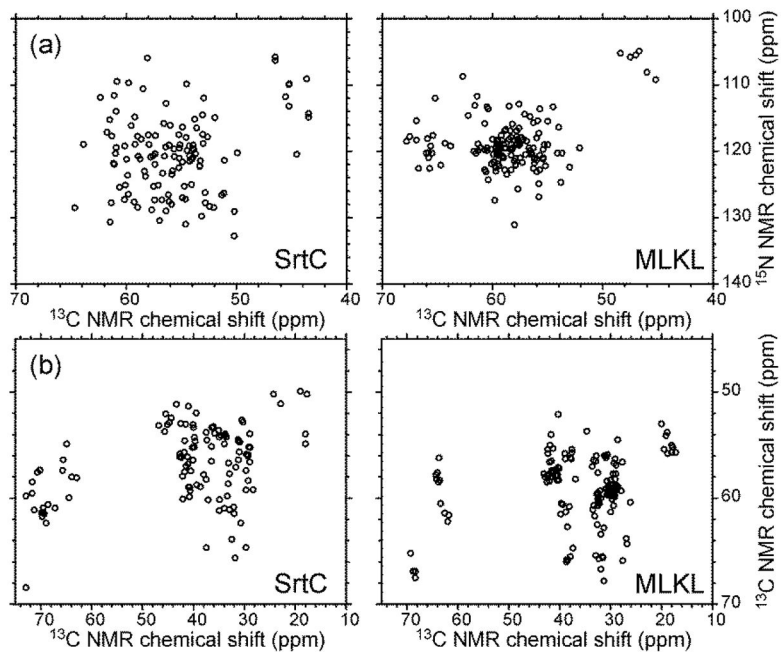 (a)
SrtC
MLKL
100
110
120
130
140
70
60
50
40
70
60
50
40
¹³C NMR chemical shift (ppm)
¹³C NMR chemical shift (ppm)
¹⁵N NMR chemical shift (ppm)
(b)
SrtC
MLKL
50
60
70
70
60
50
40
30
20
10
70
60
50
40
30
20
10
¹³C NMR chemical shift (ppm)
¹³C NMR chemical shift (ppm)
¹³C NMR chemical shift (ppm)